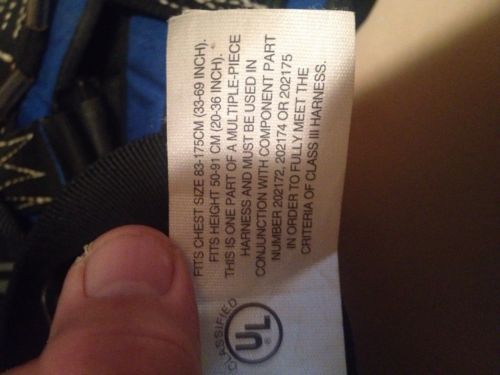 FITS CHEST SIZE 83-175CM (33-69 INCH).
FITS HEIGHT 50-91 CM (20-36 INCH).
THIS IS ONE PART OF A MULTIPLE-PIECE
HARNESS AND MUST BE USED IN
CONJUNCTION WITH COMPONENT PART
NUMBER 202172, 202174 OR 202175
IN ORDER TO FULLY MEET THE
CRITERIA OF CLASS III HARNESS.
CLASSIFIED
UL ®